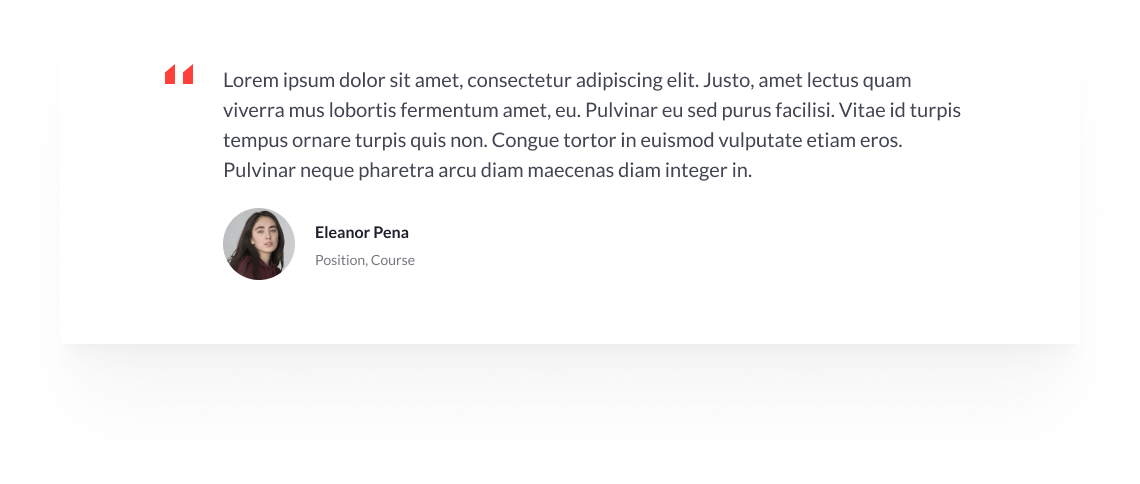 Lorem ipsum dolor sit amet, consectetur adipiscing elit. Justo, amet lectus quam
viverra mus lobortis fermentum amet, eu. Pulvinar eu sed purus facilisi. Vitae id turpis
tempus ornare turpis quis non. Congue tortor in euismod vulputate etiam eros.
Pulvinar neque pharetra arcu diam maecenas diam integer in.
Eleanor Pena
Position, Course